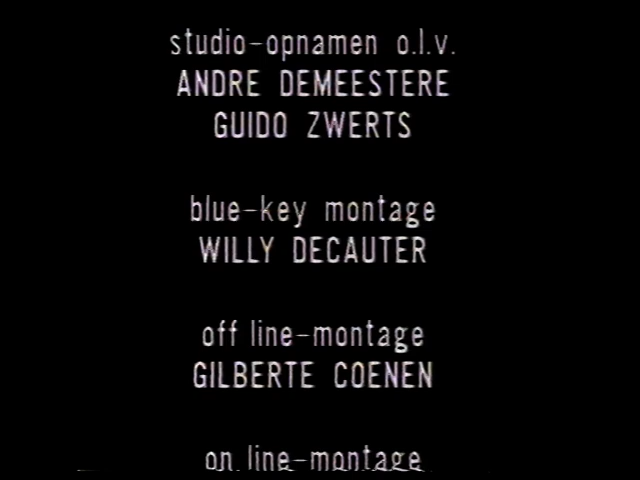 studio-opnamen o.l.v.
ANDRE DEMEESTERE
GUIDO ZWERTS
blue-key montage
WILLY DECAUTER
off line-montage
GILBERTE COENEN
on line-montage